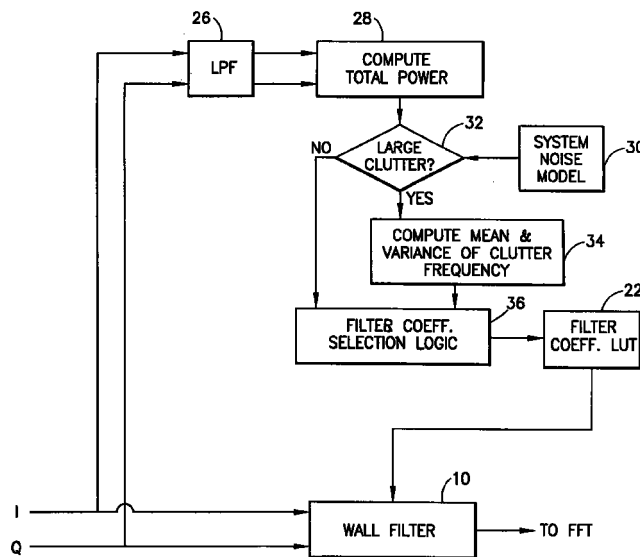 26
28
LPF
COMPUTE
TOTAL POWER
32
NO
LARGE
CLUTTER?
SYSTEM
NOISE
MODEL
30
YES
COMPUTE MEAN &
VARIANCE OF CLUTTER
FREQUENCY
34
22
36
FILTER COEFF.
SELECTION LOGIC
FILTER
COEFF. LUT
10
I
Q
WALL FILTER
TO FFT